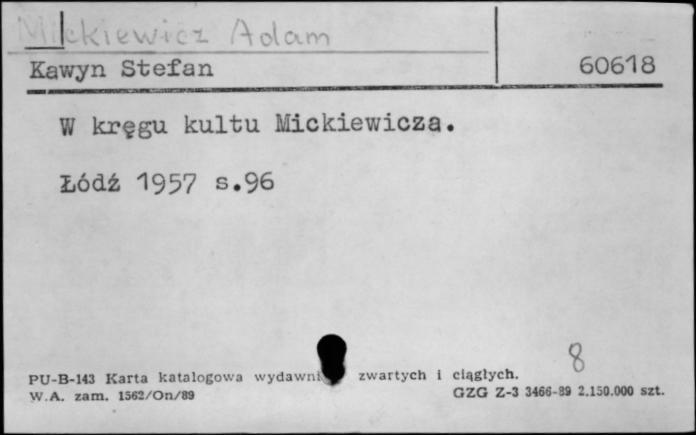 Mickiewicz Adam
Kawyn Stefan 60618
W kręgu kultu Mickiewicza.
Łódź 1957 s.96
8
PU-B-143 Karta katalogowa zwartych i ciągłych.
W.A. zam. 1562/On/89 GZG Z-3 3466-89 2.150.000 szt.